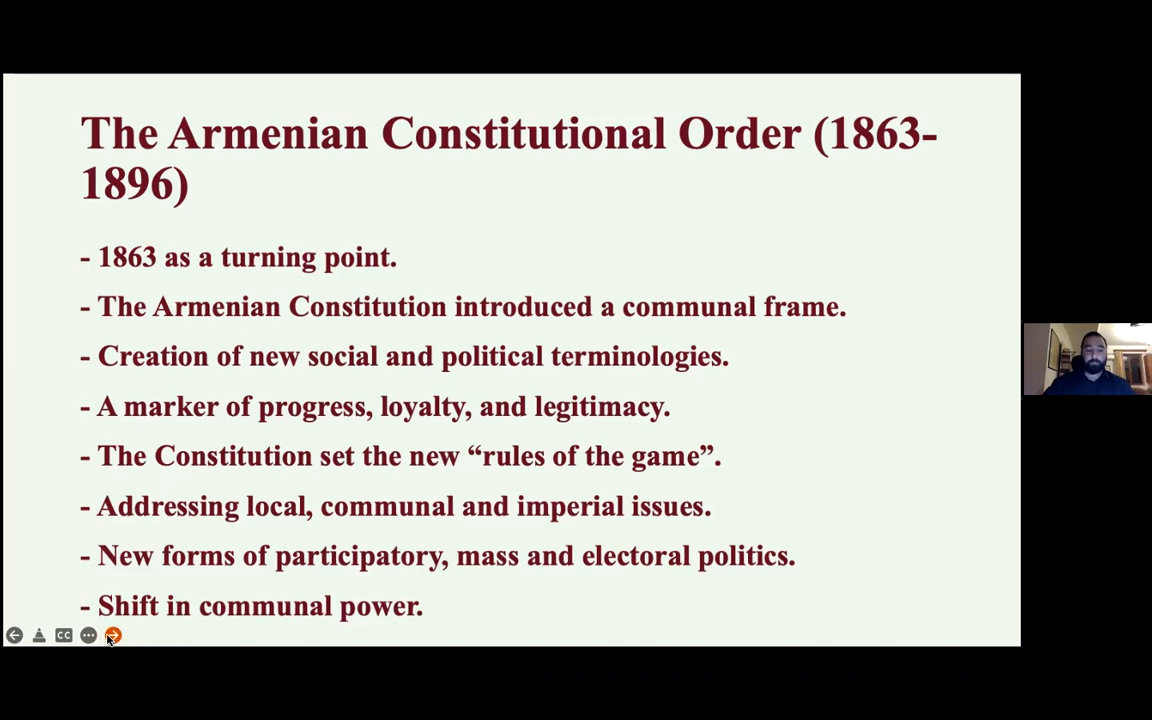 The Armenian Constitutional Order (1863-
1896)
- 1863 as a turning point.
- The Armenian Constitution introduced a communal frame.
- Creation of new social and political terminologies.
- A marker of progress, loyalty, and legitimacy.
- The Constitution set the new “rules of the game”.
- Addressing local, communal and imperial issues.
- New forms of participatory, mass and electoral politics.
- Shift in communal power.
CC